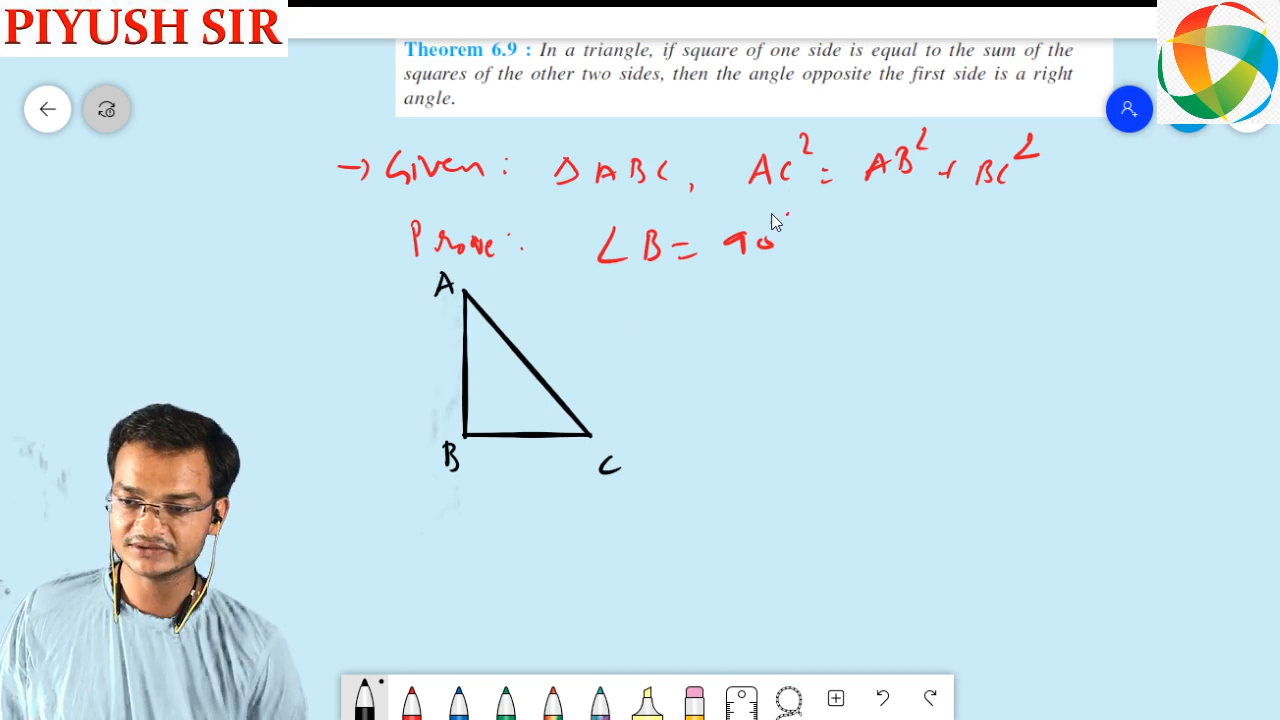 PIYUSH SIR
Theorem 6.9 : In a triangle, if square of one side is equal to the sum of the
squares of the other two sides, then the angle opposite the first side is a right
angle.
→ Given : Δ ABC, AC² = AB² + BC²
Prove : ∠B = 90°
A
B
C